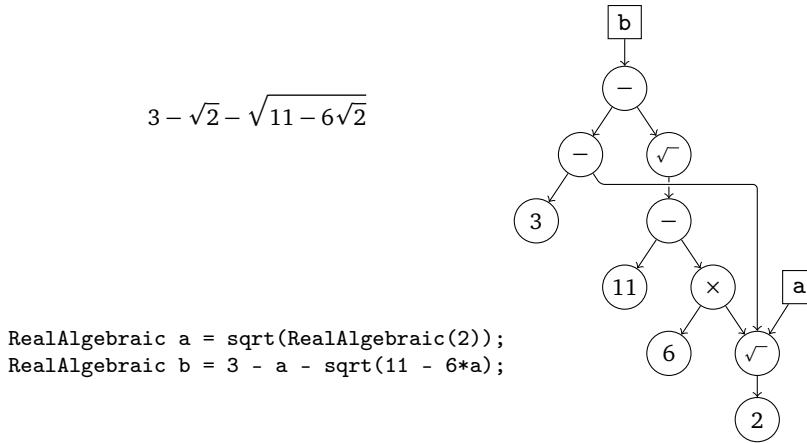 b
−
3 − √2 − √(11 − 6√2)
− √
3 −
11 ×
a
RealAlgebraic a = sqrt(RealAlgebraic(2));
6 √
RealAlgebraic b = 3 - a - sqrt(11 - 6*a);
2